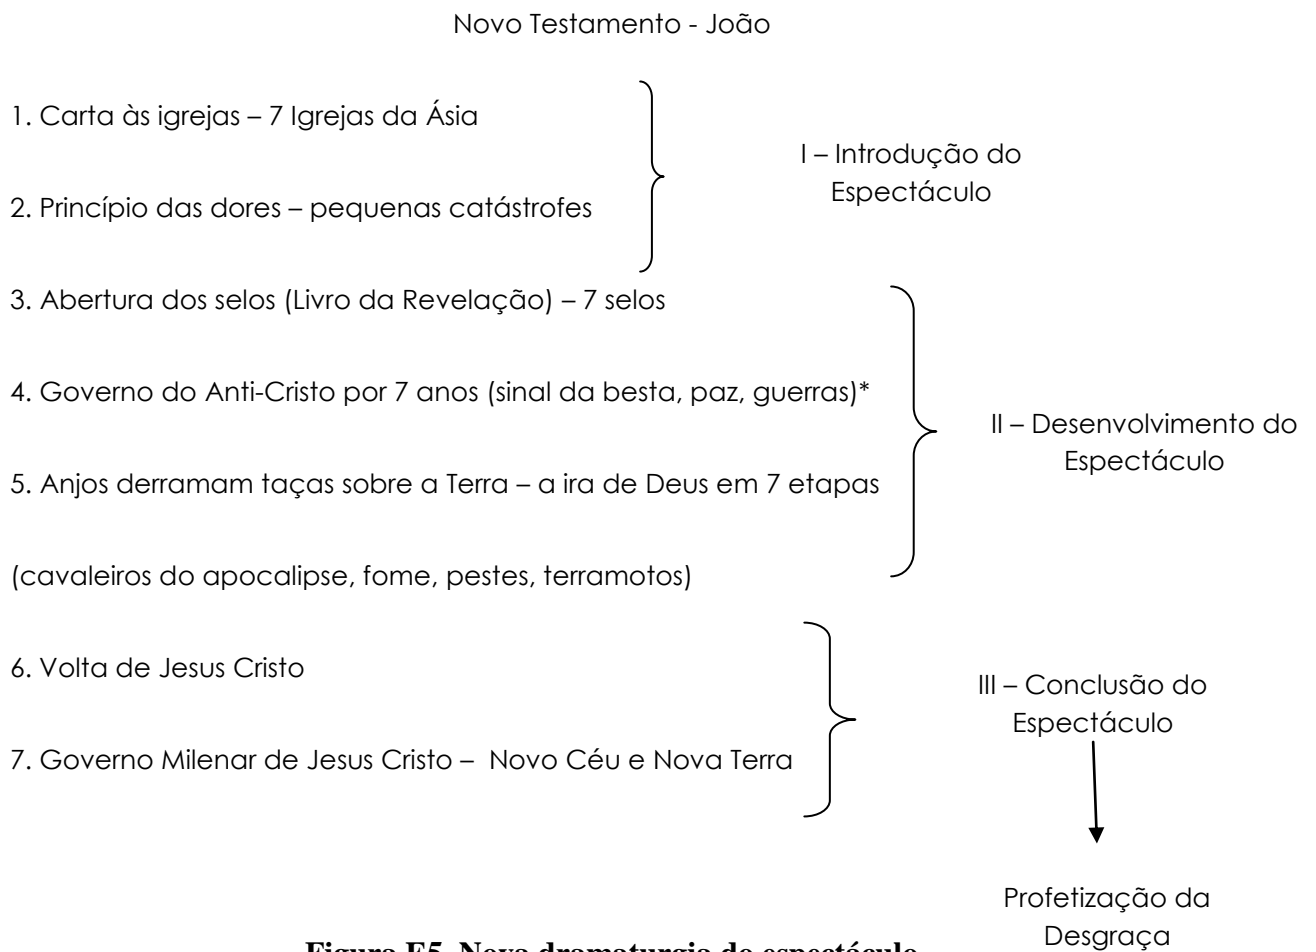 Novo Testamento - João
1. Carta às igrejas – 7 Igrejas da Ásia
2. Princípio das dores – pequenas catástrofes
I – Introdução do
Espectáculo
3. Abertura dos selos (Livro da Revelação) – 7 selos
4. Governo do Anti-Cristo por 7 anos (sinal da besta, paz, guerras)*
5. Anjos derramam taças sobre a Terra – a ira de Deus em 7 etapas
(cavaleiros do apocalipse, fome, pestes, terramotos)
II – Desenvolvimento do
Espectáculo
6. Volta de Jesus Cristo
7. Governo Milenar de Jesus Cristo – Novo Céu e Nova Terra
III – Conclusão do
Espectáculo
Profetização da
Desgraça
Figura E5. Nova dramaturgia do espectáculo